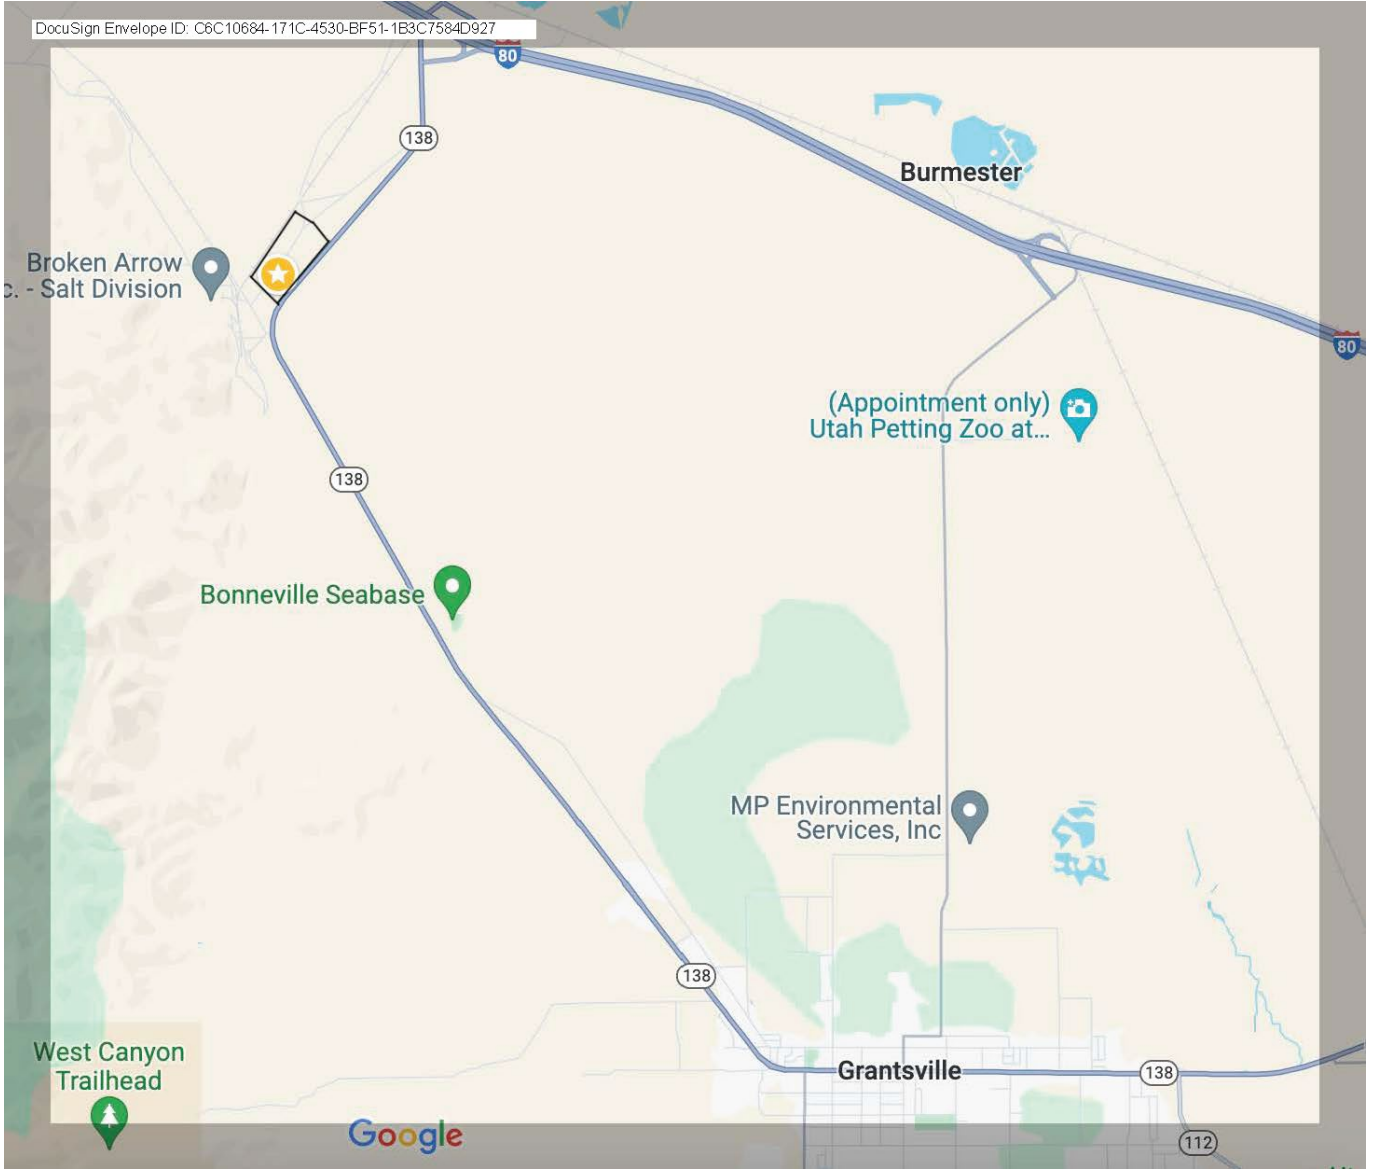 DocuSign Envelope ID: C6C10684-171C-4530-BF51-1B3C7584D927
80
138
Burmester
Broken Arrow
c. - Salt Division
80
(Appointment only)
Utah Petting Zoo at...
138
Bonneville Seabase
MP Environmental
Services, Inc
138
West Canyon
Trailhead
Grantsville
138
Google
112